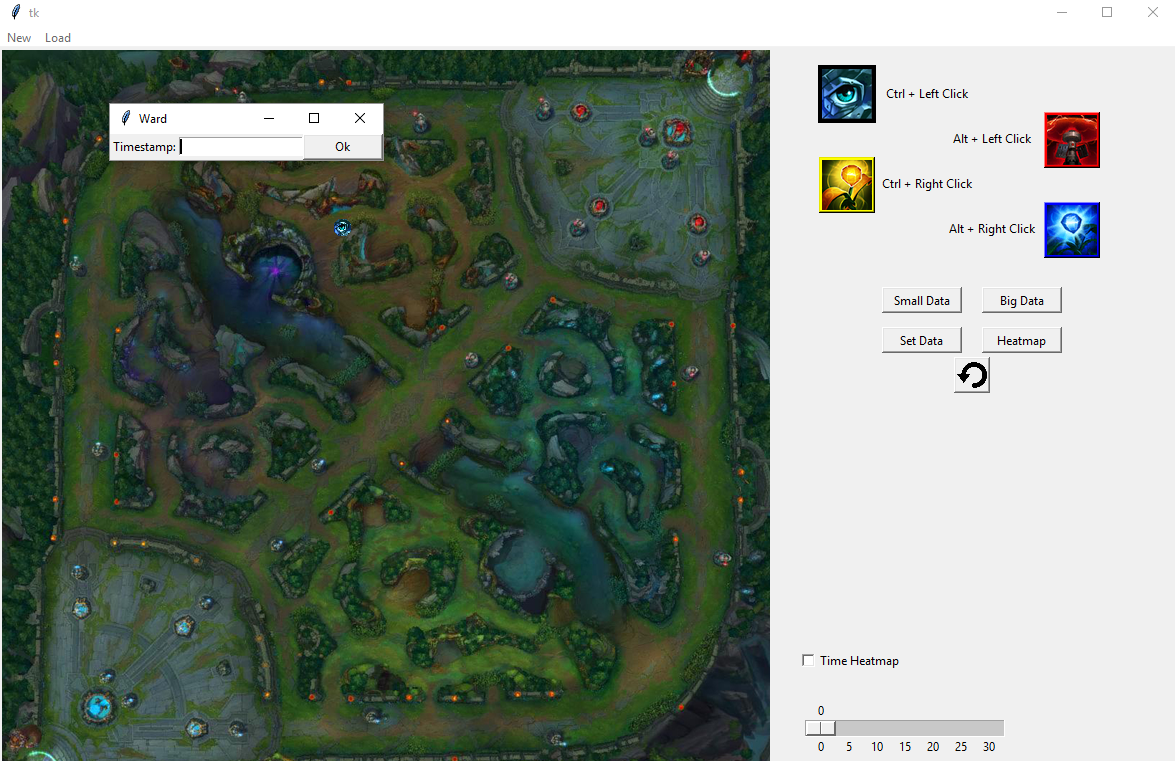 tk
New Load
Ward
Timestamp: Ok
Ctrl + Left Click
Alt + Left Click
Ctrl + Right Click
Alt + Right Click
Small Data Big Data
Set Data Heatmap
Time Heatmap
0
0 5 10 15 20 25 30